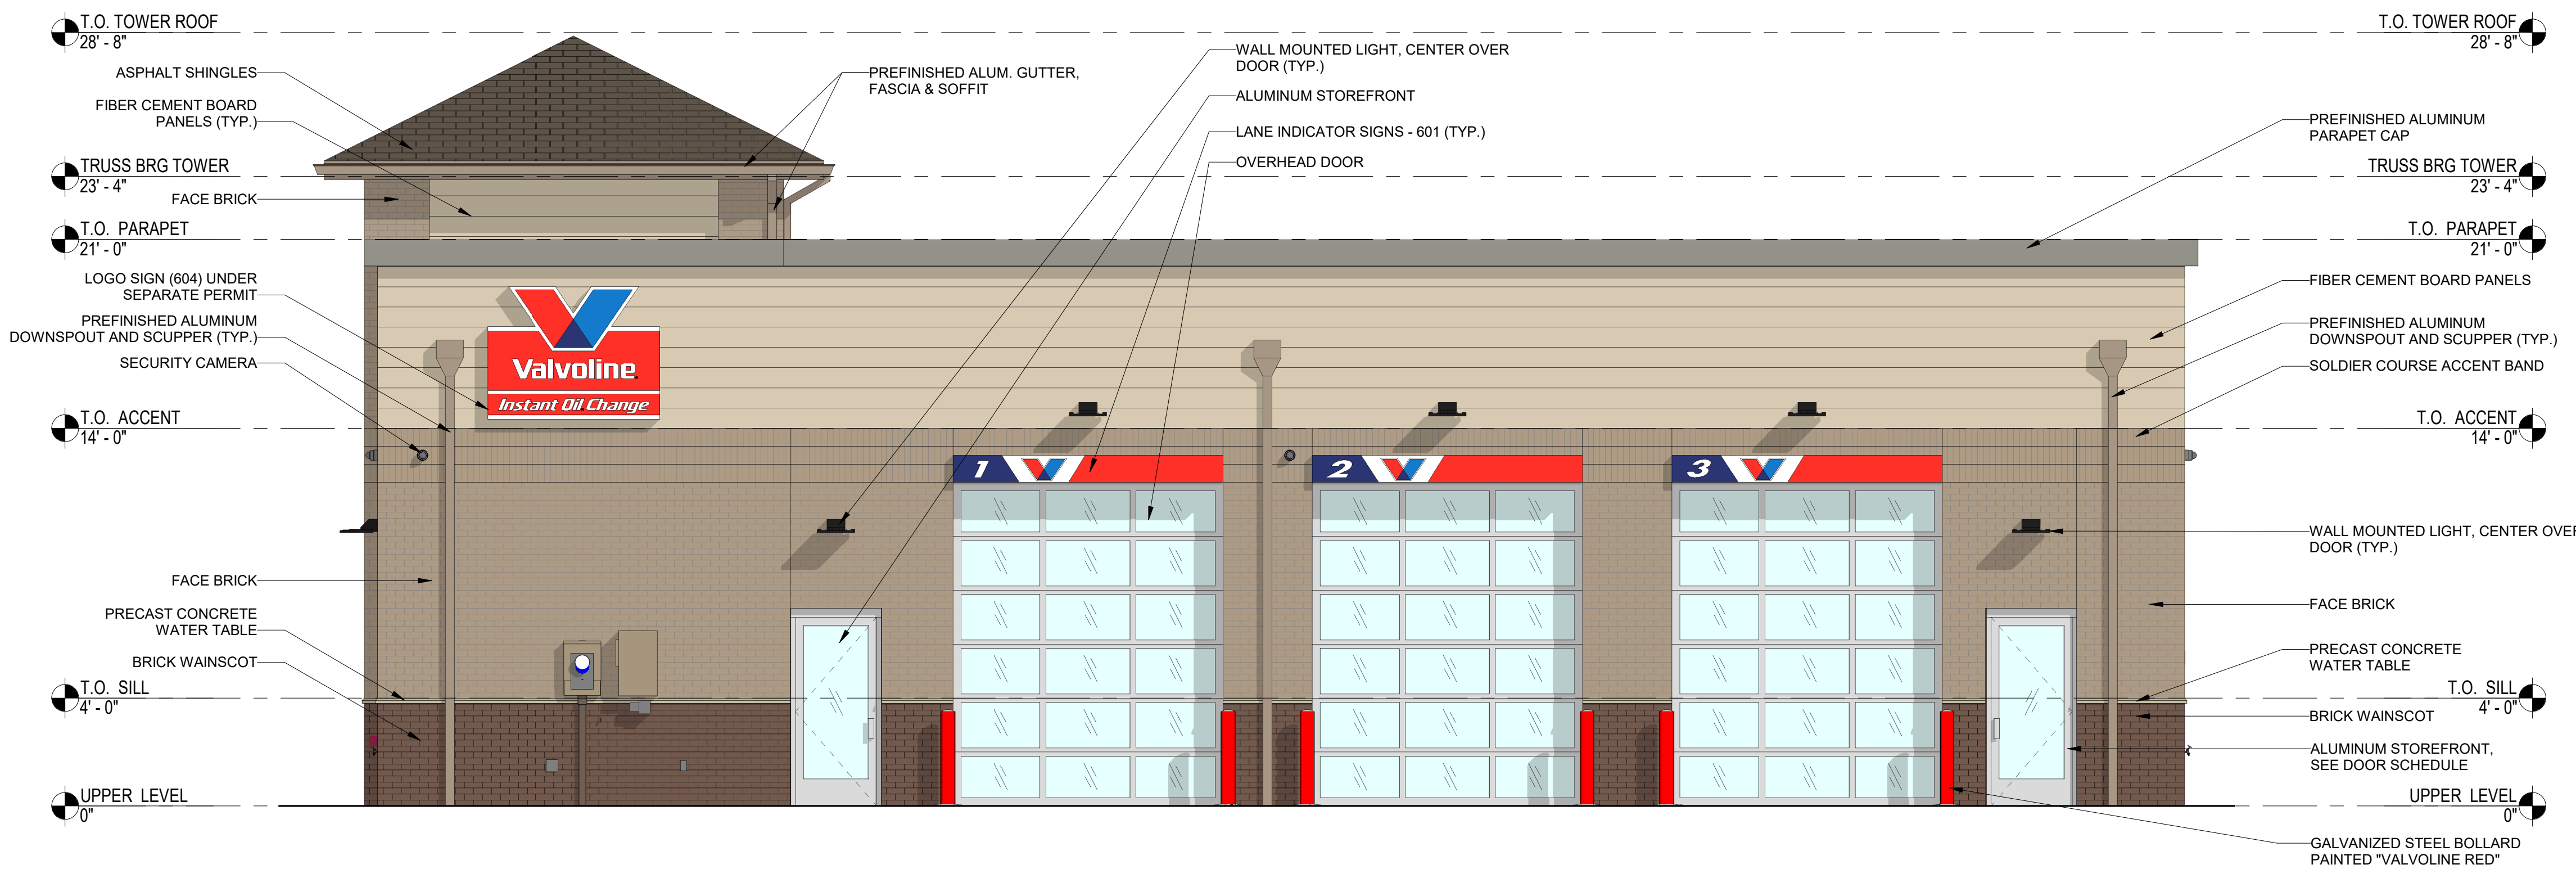 T.O. TOWER ROOF
28' - 8"
ASPHALT SHINGLES
FIBER CEMENT BOARD
PANELS (TYP.)
TRUSS BRG TOWER
23' - 4"
FACE BRICK
T.O. PARAPET
21' - 0"
LOGO SIGN (604) UNDER
SEPARATE PERMIT
PREFINISHED ALUMINUM
DOWNSPOUT AND SCUPPER (TYP.)
SECURITY CAMERA
T.O. ACCENT
14' - 0"
FACE BRICK
PRECAST CONCRETE
WATER TABLE
BRICK WAINSCOT
T.O. SILL
4' - 0"
UPPER LEVEL
0"
PREFINISHED ALUM. GUTTER,
FASCIA & SOFFIT
WALL MOUNTED LIGHT, CENTER OVER
DOOR (TYP.)
ALUMINUM STOREFRONT
LANE INDICATOR SIGNS - 601 (TYP.)
OVERHEAD DOOR
Valvoline
Instant Oil Change
1
2
3
T.O. TOWER ROOF
28' - 8"
PREFINISHED ALUMINUM
PARAPET CAP
TRUSS BRG TOWER
23' - 4"
T.O. PARAPET
21' - 0"
FIBER CEMENT BOARD PANELS
PREFINISHED ALUMINUM
DOWNSPOUT AND SCUPPER (TYP.)
SOLDIER COURSE ACCENT BAND
T.O. ACCENT
14' - 0"
WALL MOUNTED LIGHT, CENTER OVER
DOOR (TYP.)
FACE BRICK
PRECAST CONCRETE
WATER TABLE
T.O. SILL
4' - 0"
BRICK WAINSCOT
ALUMINUM STOREFRONT,
SEE DOOR SCHEDULE
UPPER LEVEL
0"
GALVANIZED STEEL BOLLARD
PAINTED "VALVOLINE RED"